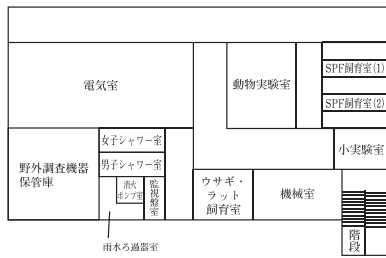 電気室
動物実験室
SPF飼育室(1)
SPF飼育室(2)
女子シャワー室
男子シャワー室
小実験室
野外調査機器
保管庫
消火
ポンプ室
監視盤室
ウサギ・
ラット
飼育室
機械室
階段
雨水ろ過器室